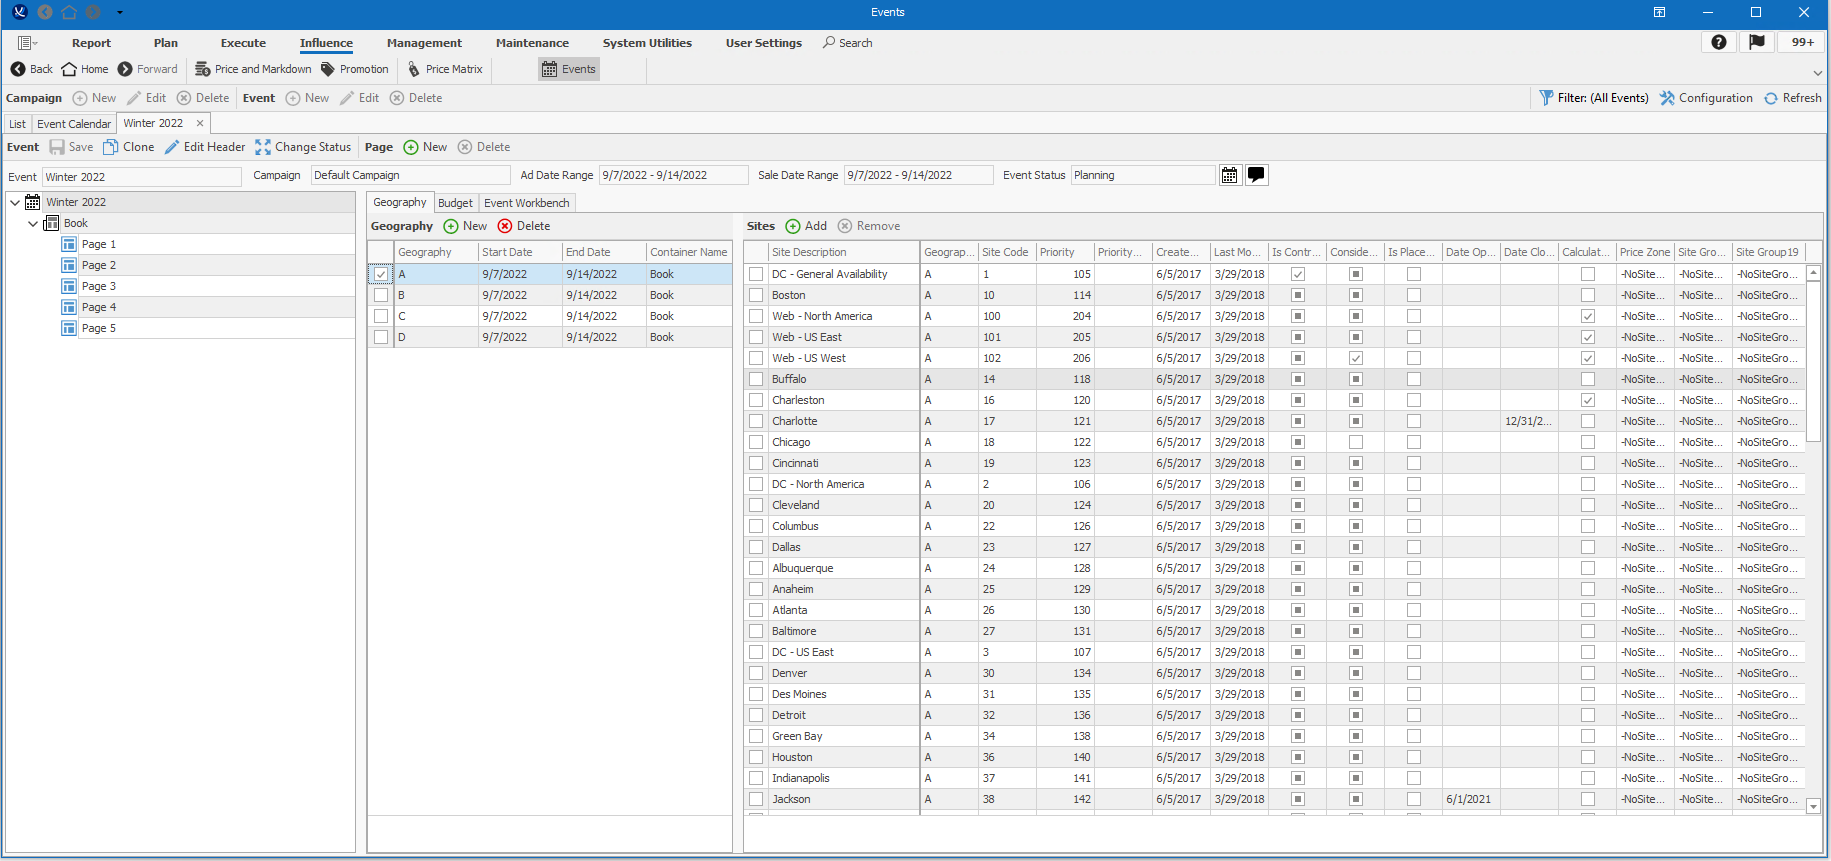 Events
Report Plan Execute Influence Management Maintenance System Utilities User Settings Search 99+
Back Home Forward Price and Markdown Promotion Price Matrix Events
Campaign New Edit Delete Event New Edit Delete Filter: (All Events) Configuration Refresh
List Event Calendar Winter 2022
Event Save Clone Edit Header Change Status Page New Delete
Event Winter 2022 Campaign Default Campaign Ad Date Range 9/7/2022 - 9/14/2022 Sale Date Range 9/7/2022 - 9/14/2022 Event Status Planning
Winter 2022
Book
Page 1
Page 2
Page 3
Page 4
Page 5
Geography Budget Event Workbench
Geography New Delete
Geography Start Date End Date Container Name
A 9/7/2022 9/14/2022 Book
B 9/7/2022 9/14/2022 Book
C 9/7/2022 9/14/2022 Book
D 9/7/2022 9/14/2022 Book
Sites Add Remove
Site Description Geograp... Site Code Priority Priority... Create... Last Mo... Is Contr... Conside... Is Place... Date Op... Date Clo... Calculat... Price Zone Site Gro... Site Group19
DC - General Availability A 1 105 6/5/2017 3/29/2018 -NoSite... -NoSite... -NoSiteGro...
Boston A 10 114 6/5/2017 3/29/2018 -NoSite... -NoSite... -NoSiteGro...
Web - North America A 100 204 6/5/2017 3/29/2018 -NoSite... -NoSite... -NoSiteGro...
Web - US East A 101 205 6/5/2017 3/29/2018 -NoSite... -NoSite... -NoSiteGro...
Web - US West A 102 206 6/5/2017 3/29/2018 -NoSite... -NoSite... -NoSiteGro...
Buffalo A 14 118 6/5/2017 3/29/2018 -NoSite... -NoSite... -NoSiteGro...
Charleston A 16 120 6/5/2017 3/29/2018 -NoSite... -NoSite... -NoSiteGro...
Charlotte A 17 121 6/5/2017 3/29/2018 12/31/2... -NoSite... -NoSite... -NoSiteGro...
Chicago A 18 122 6/5/2017 3/29/2018 -NoSite... -NoSite... -NoSiteGro...
Cincinnati A 19 123 6/5/2017 3/29/2018 -NoSite... -NoSite... -NoSiteGro...
DC - North America A 2 106 6/5/2017 3/29/2018 -NoSite... -NoSite... -NoSiteGro...
Cleveland A 20 124 6/5/2017 3/29/2018 -NoSite... -NoSite... -NoSiteGro...
Columbus A 22 126 6/5/2017 3/29/2018 -NoSite... -NoSite... -NoSiteGro...
Dallas A 23 127 6/5/2017 3/29/2018 -NoSite... -NoSite... -NoSiteGro...
Albuquerque A 24 128 6/5/2017 3/29/2018 -NoSite... -NoSite... -NoSiteGro...
Anaheim A 25 129 6/5/2017 3/29/2018 -NoSite... -NoSite... -NoSiteGro...
Atlanta A 26 130 6/5/2017 3/29/2018 -NoSite... -NoSite... -NoSiteGro...
Baltimore A 27 131 6/5/2017 3/29/2018 -NoSite... -NoSite... -NoSiteGro...
DC - US East A 3 107 6/5/2017 3/29/2018 -NoSite... -NoSite... -NoSiteGro...
Denver A 30 134 6/5/2017 3/29/2018 -NoSite... -NoSite... -NoSiteGro...
Des Moines A 31 135 6/5/2017 3/29/2018 -NoSite... -NoSite... -NoSiteGro...
Detroit A 32 136 6/5/2017 3/29/2018 -NoSite... -NoSite... -NoSiteGro...
Green Bay A 34 138 6/5/2017 3/29/2018 -NoSite... -NoSite... -NoSiteGro...
Houston A 36 140 6/5/2017 3/29/2018 -NoSite... -NoSite... -NoSiteGro...
Indianapolis A 37 141 6/5/2017 3/29/2018 -NoSite... -NoSite... -NoSiteGro...
Jackson A 38 142 6/5/2017 3/29/2018 6/1/2021 -NoSite... -NoSite... -NoSiteGro...